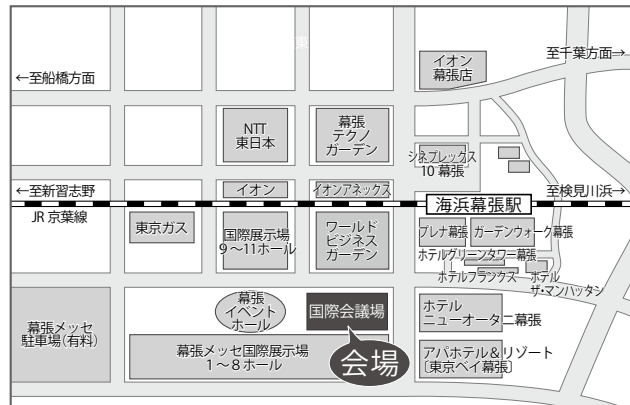 東
イオン
幕張店
至千葉方面→
←至船橋方面
NTT
東日本
幕張
テクノ
ガーデン
シネプレックス
10 幕張
←至新習志野
イオン
イオンアネックス
至検見川浜→
海浜幕張駅
JR 京葉線
東京ガス
国際展示場
9～11ホール
ワールド
ビジネス
ガーデン
プレナ幕張
ガーデンウォーク幕張
ホテルグリーンタワー幕張
ホテルフランクス
ホテル
ザ・マンハッタン
幕張
イベント
ホール
国際会議場
ホテル
ニューオータニ幕張
幕張メッセ
駐車場(有料)
幕張メッセ国際展示場
1～8ホール
会場
アパホテル＆リゾート
〔東京ベイ幕張〕